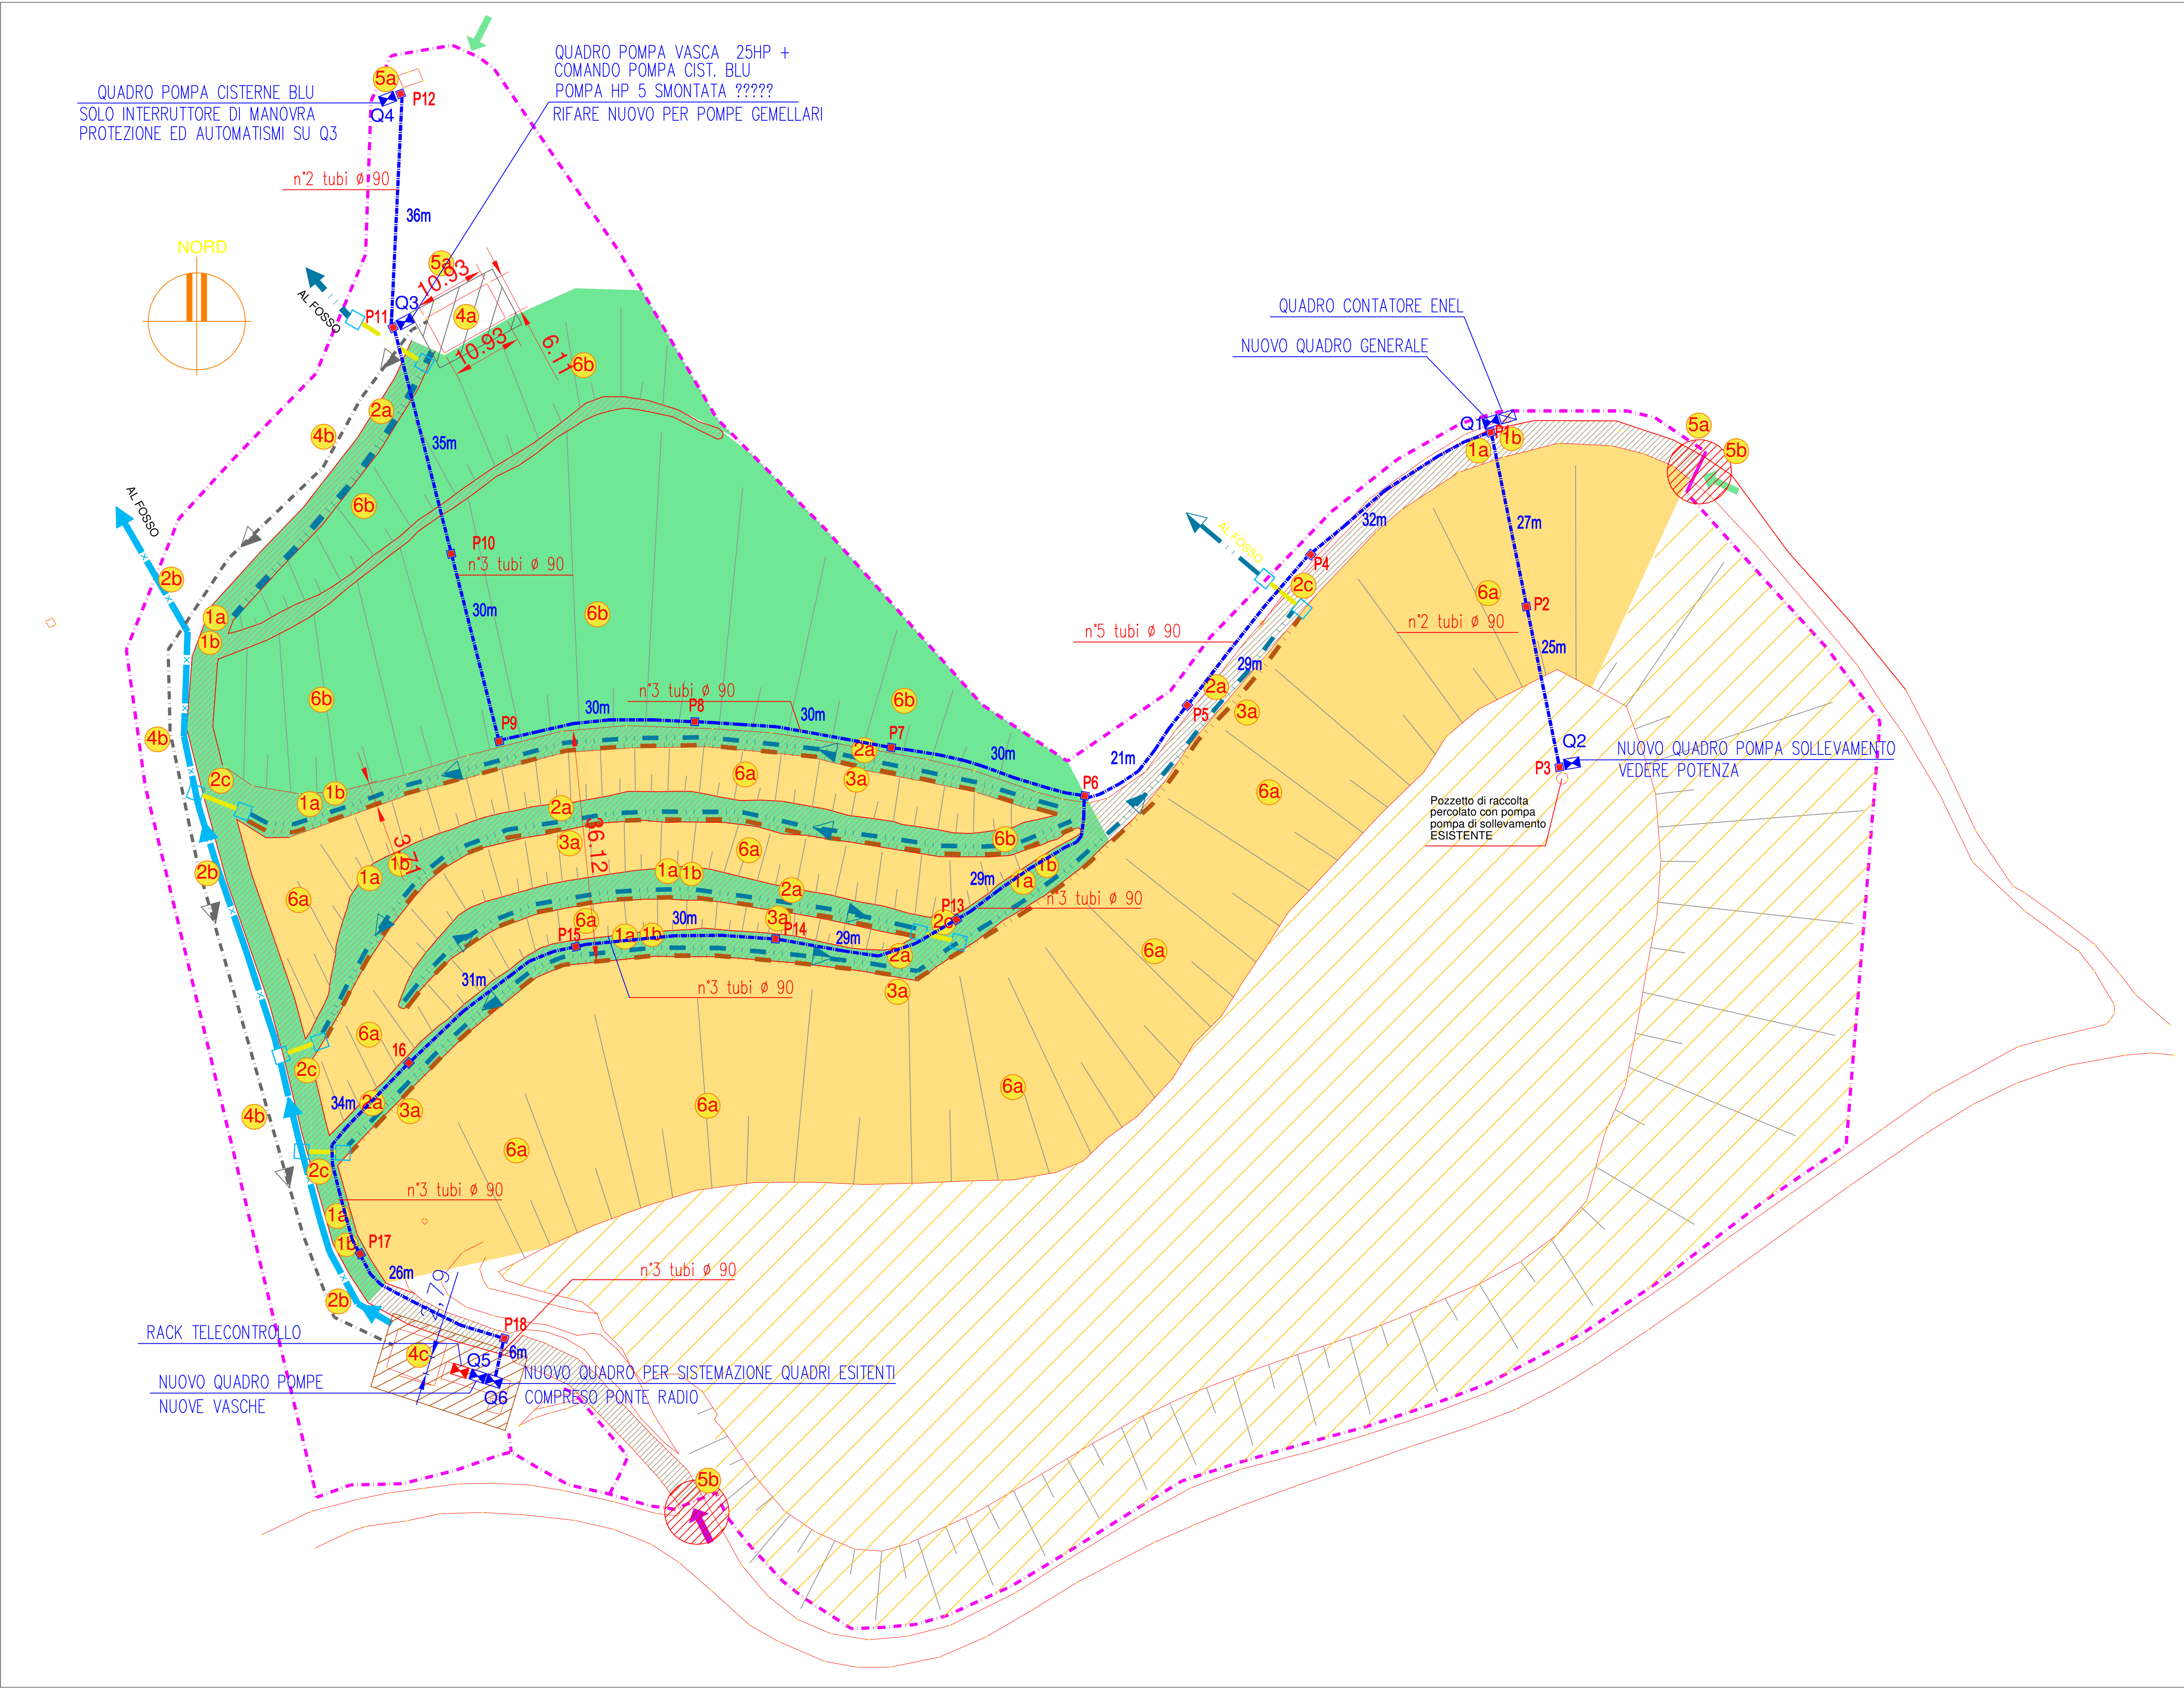 QUADRO POMPA VASCA  25HP +
COMANDO POMPA CIST. BLU
POMPA HP 5 SMONTATA ?????
RIFARE NUOVO PER POMPE GEMELLARI
QUADRO POMPA CISTERNE BLU
SOLO INTERRUTTORE DI MANOVRA
PROTEZIONE ED AUTOMATISMI SU Q3
5a
P12
Q4
n°2 tubi ø 90
36m
NORD
AL FOSSO
5a
10.93
Q3
P11
4a
10.93
6.11
6b
2a
4b
35m
6b
AL FOSSO
P10
n°3 tubi ø 90
2b
30m
6b
1a
1b
6b
n°3 tubi ø 90
6b
P8
30m
30m
P9
P7
2a
30m
4b
2c
1a
1b
6a
3a
P6
QUADRO CONTATORE ENEL
NUOVO QUADRO GENERALE
Q1
P1
1a
1b
5a
5b
32m
27m
P4
AL FOSSO
2c
6a
P2
n°2 tubi ø 90
n°5 tubi ø 90
25m
29m
2a
P5
3a
21m
6a
Q2
P3
NUOVO QUADRO POMPA SOLLEVAMENTO
VEDERE POTENZA
Pozzetto di raccolta
percolato con pompa
pompa di sollevamento
ESISTENTE
2a
3a
36.12
6b
6a
1b
1a
2b
6a
1a
1b
2a
29m
1a
1b
n°3 tubi ø 90
P13
6a
3a
30m
P14
P15
1a
1b
29m
2a
6a
3a
31m
n°3 tubi ø 90
6a
16
2c
34m
2a
3a
4b
6a
6a
6a
2c
n°3 tubi ø 90
1a
1b
P17
26m
n°3 tubi ø 90
2b
P18
6m
RACK TELECONTROLLO
4c
Q5
NUOVO QUADRO PER SISTEMAZIONE QUADRI ESITENTI
COMPRESO PONTE RADIO
NUOVO QUADRO POMPE
NUOVE VASCHE
Q6
5b